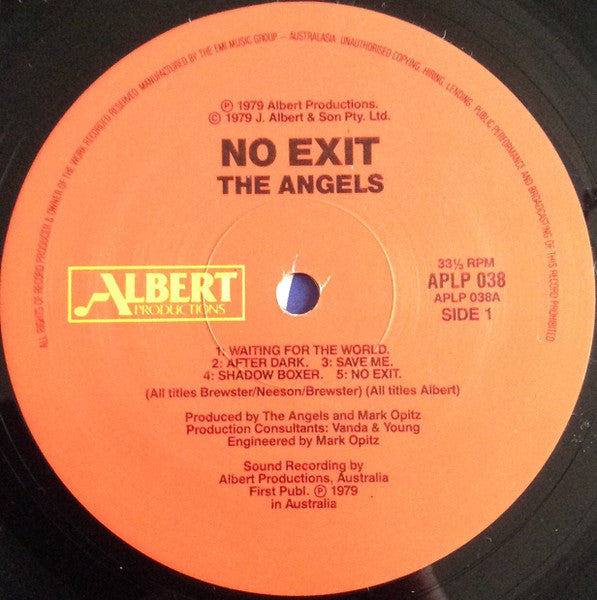 ALL RIGHTS OF RECORD PRODUCER & OWNER OF THE WORK RECORDED RESERVED. MANUFACTURED BY THE EMI MUSIC GROUP – AUSTRALASIA. UNAUTHORISED COPYING, HIRING, LENDING, PUBLIC PERFORMANCE AND BROADCASTING OF THIS RECORD PROHIBITED
℗ 1979 Albert Productions.
© 1979 J. Albert & Son Pty. Ltd.
NO EXIT
THE ANGELS
ALBERT
PRODUCTIONS
33⅓ RPM
APLP 038
APLP 038A
SIDE 1
1: WAITING FOR THE WORLD.
2: AFTER DARK. 3: SAVE ME.
4: SHADOW BOXER. 5: NO EXIT.
(All titles Brewster/Neeson/Brewster) (All titles Albert)
Produced by The Angels and Mark Opitz
Production Consultants: Vanda & Young
Engineered by Mark Opitz
Sound Recording by
Albert Productions, Australia
First Publ. ℗ 1979
in Australia